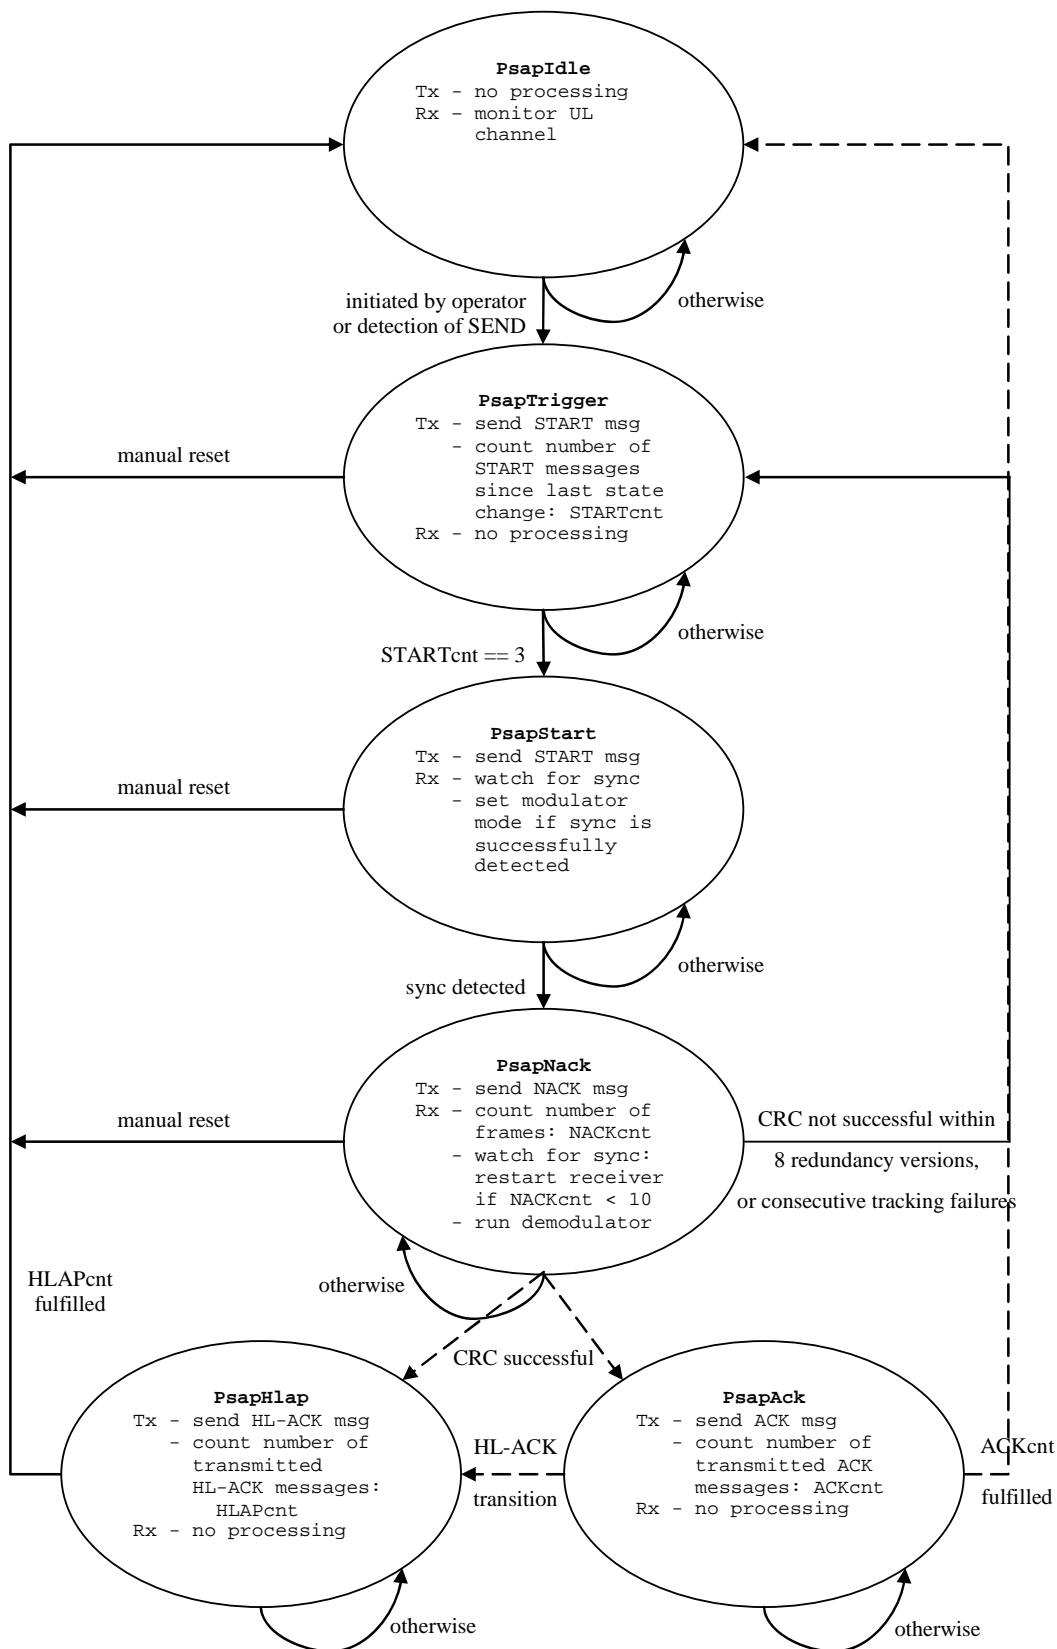 PsapIdle
Tx - no processing
Rx - monitor UL
channel
initiated by operator
or detection of SEND
otherwise
PsapTrigger
Tx - send START msg
- count number of
START messages
since last state
change: STARTcnt
Rx - no processing
manual reset
otherwise
STARTcnt == 3
PsapStart
Tx - send START msg
Rx - watch for sync
- set modulator
mode if sync is
successfully
detected
manual reset
otherwise
sync detected
PsapNack
Tx - send NACK msg
Rx - count number of
frames: NACKcnt
- watch for sync:
restart receiver
if NACKcnt < 10
- run demodulator
manual reset
CRC not successful within
8 redundancy versions,
or consecutive tracking failures
otherwise
HLAPcnt
fulfilled
CRC successful
PsapHlap
Tx - send HL-ACK msg
- count number of
transmitted
HL-ACK messages:
HLAPcnt
Rx - no processing
HL-ACK
transition
PsapAck
Tx - send ACK msg
- count number of
transmitted ACK
messages: ACKcnt
Rx - no processing
ACKcnt
fulfilled
otherwise
otherwise